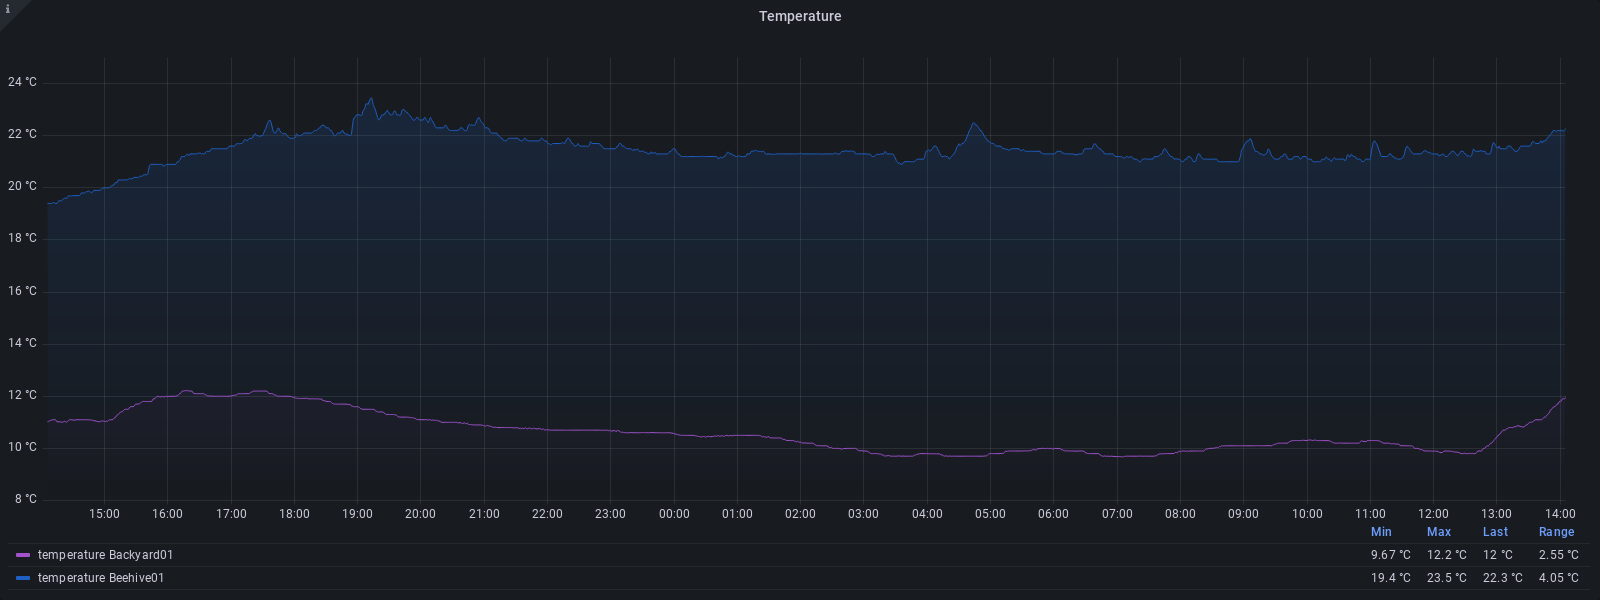 i
Temperature
24 °C
22 °C
20 °C
18 °C
16 °C
14 °C
12 °C
10 °C
8 °C
15:00 16:00 17:00 18:00 19:00 20:00 21:00 22:00 23:00 00:00 01:00 02:00 03:00 04:00 05:00 06:00 07:00 08:00 09:00 10:00 11:00 12:00 13:00 14:00
Min Max Last Range
temperature Backyard01 9.67 °C 12.2 °C 12 °C 2.55 °C
temperature Beehive01 19.4 °C 23.5 °C 22.3 °C 4.05 °C